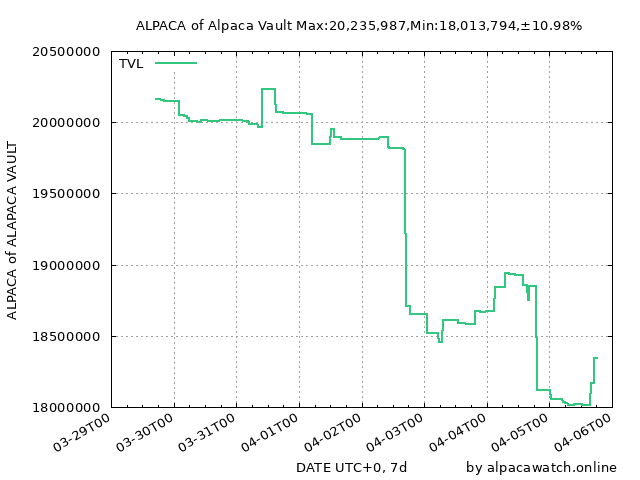 ALPACA of Alpaca Vault Max:20,235,987,Min:18,013,794,±10.98%
TVL
ALPACA of ALAPACA VAULT
20500000
20000000
19500000
19000000
18500000
18000000
03-29T00
03-30T00
03-31T00
04-01T00
04-02T00
04-03T00
04-04T00
04-05T00
04-06T00
DATE UTC+0, 7d
by alpacawatch.online